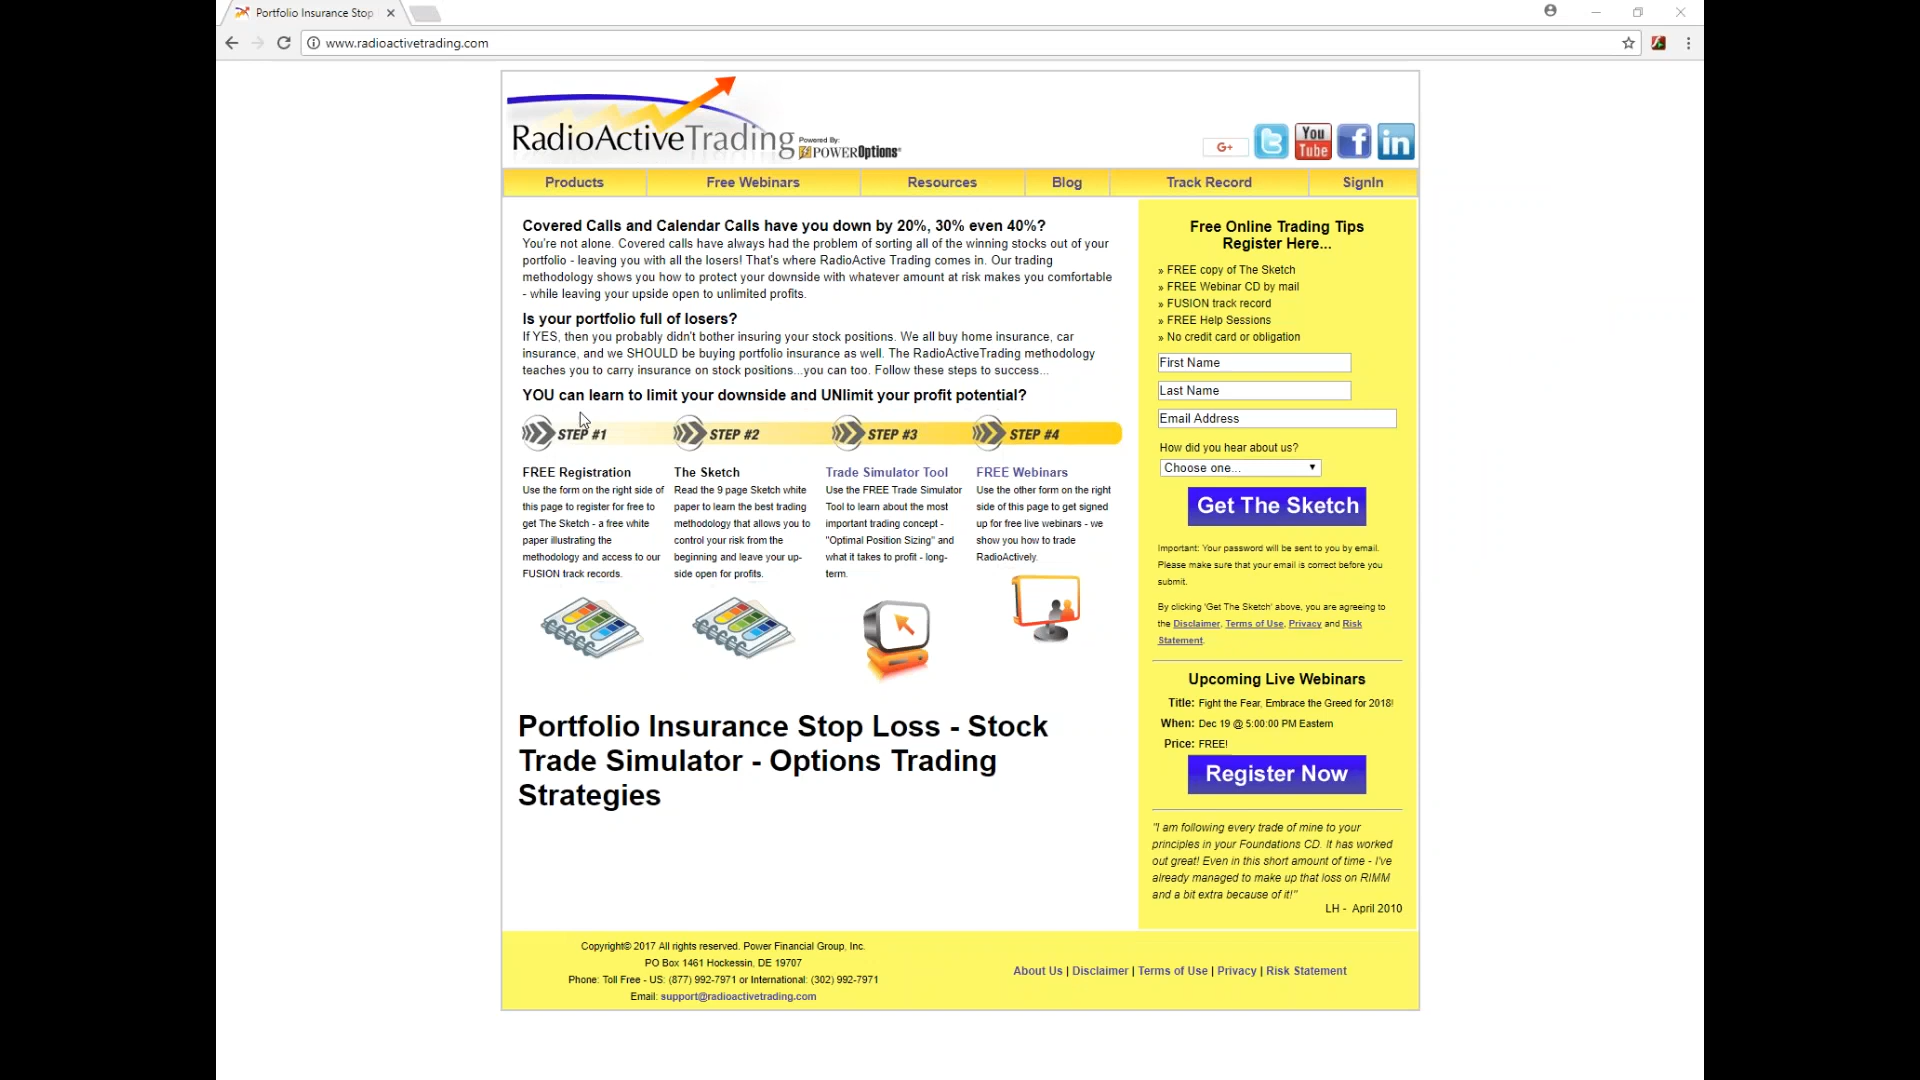 Portfolio Insurance Stop
www.radioactivetrading.com
RadioActiveTrading
Powered By:
POWEROptions®
G+
You
Tube
f
in
Products
Free Webinars
Resources
Blog
Track Record
SignIn
Covered Calls and Calendar Calls have you down by 20%, 30% even 40%?
You're not alone. Covered calls have always had the problem of sorting all of the winning stocks out of your
portfolio - leaving you with all the losers! That's where RadioActive Trading comes in. Our trading
methodology shows you how to protect your downside with whatever amount at risk makes you comfortable
- while leaving your upside open to unlimited profits.
Is your portfolio full of losers?
If YES, then you probably didn't bother insuring your stock positions. We all buy home insurance, car
insurance, and we SHOULD be buying portfolio insurance as well. The RadioActiveTrading methodology
teaches you to carry insurance on stock positions...you can too. Follow these steps to success...
YOU can learn to limit your downside and UNlimit your profit potential?
STEP #1
STEP #2
STEP #3
STEP #4
FREE Registration
Use the form on the right side of
this page to register for free to
get The Sketch - a free white
paper illustrating the
methodology and access to our
FUSION track records.
The Sketch
Read the 9 page Sketch white
paper to learn the best trading
methodology that allows you to
control your risk from the
beginning and leave your up-
side open for profits.
Trade Simulator Tool
Use the FREE Trade Simulator
Tool to learn about the most
important trading concept -
"Optimal Position Sizing" and
what it takes to profit - long-
term.
FREE Webinars
Use the other form on the right
side of this page to get signed
up for free live webinars - we
show you how to trade
RadioActively.
Portfolio Insurance Stop Loss - Stock
Trade Simulator - Options Trading
Strategies
Free Online Trading Tips
Register Here...
» FREE copy of The Sketch
» FREE Webinar CD by mail
» FUSION track record
» FREE Help Sessions
» No credit card or obligation
First Name
Last Name
Email Address
How did you hear about us?
Choose one...
Get The Sketch
Important: Your password will be sent to you by email.
Please make sure that your email is correct before you
submit.
By clicking 'Get The Sketch' above, you are agreeing to
the Disclaimer, Terms of Use, Privacy and Risk
Statement.
Upcoming Live Webinars
Title: Fight the Fear, Embrace the Greed for 2018!
When: Dec 19 @ 5:00:00 PM Eastern
Price: FREE!
Register Now
"I am following every trade of mine to your
principles in your Foundations CD. It has worked
out great! Even in this short amount of time - I've
already managed to make up that loss on RIMM
and a bit extra because of it!"
LH - April 2010
Copyright© 2017 All rights reserved. Power Financial Group, Inc.
PO Box 1461 Hockessin, DE 19707
Phone: Toll Free - US: (877) 992-7971 or International: (302) 992-7971
Email: support@radioactivetrading.com
About Us | Disclaimer | Terms of Use | Privacy | Risk Statement